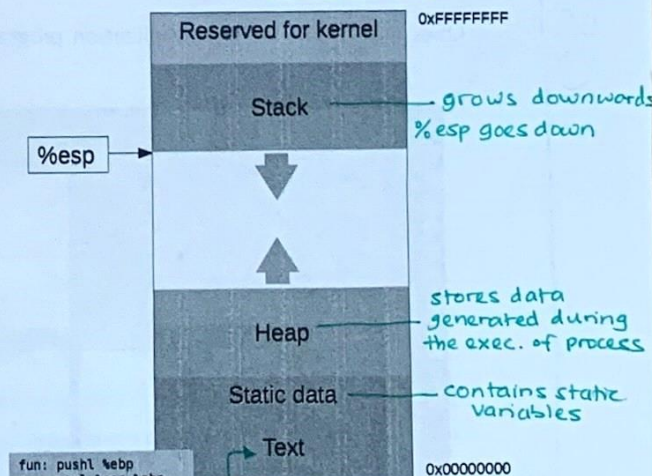 Reserved for kernel
0xFFFFFFFF
Stack
grows downwards
%esp goes down
%esp
Heap
stores data
generated during
the exec. of process
Static data
contains static
variables
Text
fun: pushl %ebp
0x00000000